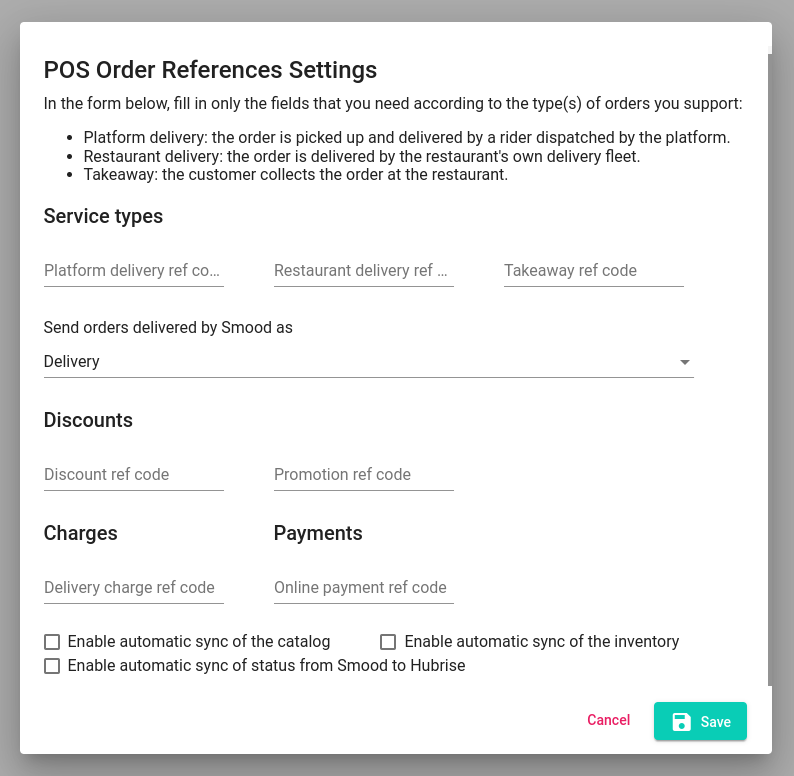 POS Order References Settings
In the form below, fill in only the fields that you need according to the type(s) of orders you support:
• Platform delivery: the order is picked up and delivered by a rider dispatched by the platform.
• Restaurant delivery: the order is delivered by the restaurant's own delivery fleet.
• Takeaway: the customer collects the order at the restaurant.
Service types
Platform delivery ref co… Restaurant delivery ref … Takeaway ref code
Send orders delivered by Smood as
Delivery
Discounts
Discount ref code Promotion ref code
Charges Payments
Delivery charge ref code Online payment ref code
Enable automatic sync of the catalog Enable automatic sync of the inventory
Enable automatic sync of status from Smood to Hubrise
Cancel Save